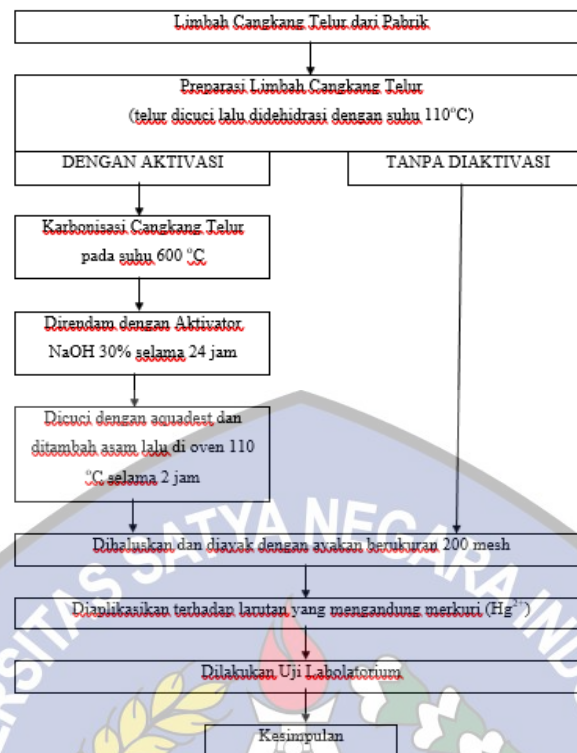 Limbah Cangkang Telur dari Pabrik
Preparasi Limbah Cangkang Telur
(telur dicuci lalu didehidrasi dengan suhu 110°C)
DENGAN AKTIVASI
TANPA DIAKTIVASI
Karbonisasi Cangkang Telur
pada suhu 600 °C
Direndam dengan Aktivator
NaOH 30% selama 24 jam
Dicuci dengan aquadest dan
ditambah asam lalu di oven 110
°C selama 2 jam
Dihaluskan dan diayak dengan ayakan berukuran 200 mesh
Diaplikasikan terhadap larutan yang mengandung merkuri (Hg²⁺)
Dilakukan Uji Labolatorium
Kesimpulan
SATYA NEGARA